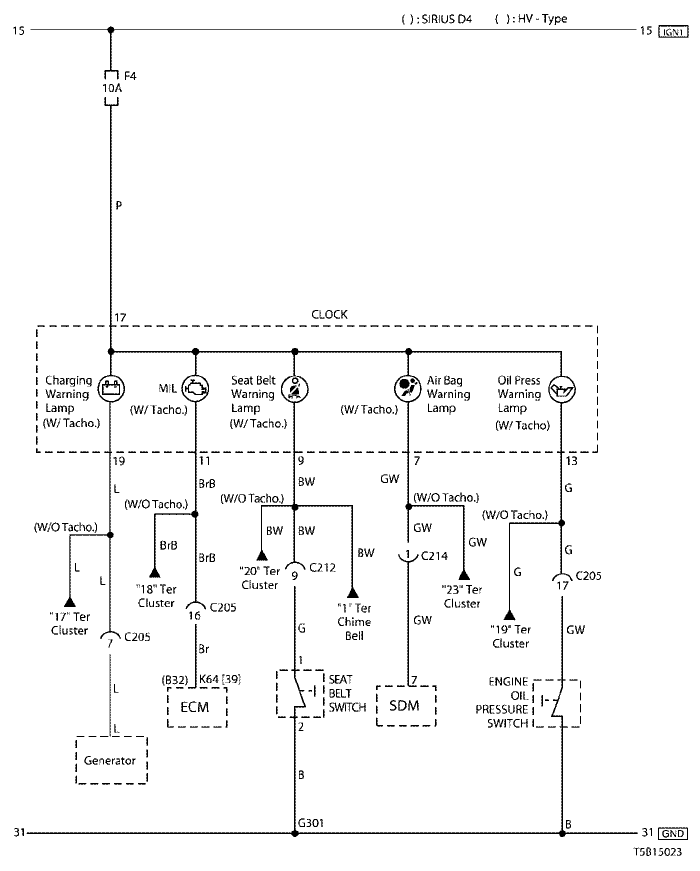 ( ) : SIRIUS D4 ( ) : HV - Type
15
15 IGN1
F4
10A
P
17
CLOCK
Charging
Warning
Lamp
(W/ Tacho.)
MIL
(W/ Tacho.)
Seat Belt
Warning
Lamp
(W/ Tacho.)
Air Bag
Warning
Lamp
(W/ Tacho.)
Oil Press
Warning
Lamp
(W/ Tacho)
19
11
9
7
13
L
BrB
BW
GW
G
(W/O Tacho.)
(W/O Tacho.)
(W/O Tacho.)
(W/O Tacho.)
(W/O Tacho.)
L
L
BrB
BrB
BW
BW
BW
GW
GW
G
G
"17" Ter
Cluster
"18" Ter
Cluster
"20" Ter
Cluster
"1" Ter
Chime
Bell
"23" Ter
Cluster
"19" Ter
Cluster
7
C205
16
C205
9
C212
1
C214
17
C205
L
L
Br
G
GW
GW
(B32) K64 [39]
1
7
Generator
ECM
SEAT
BELT
SWITCH
SDM
ENGINE
OIL
PRESSURE
SWITCH
2
B
G301
B
31
31 GND
T5B15023